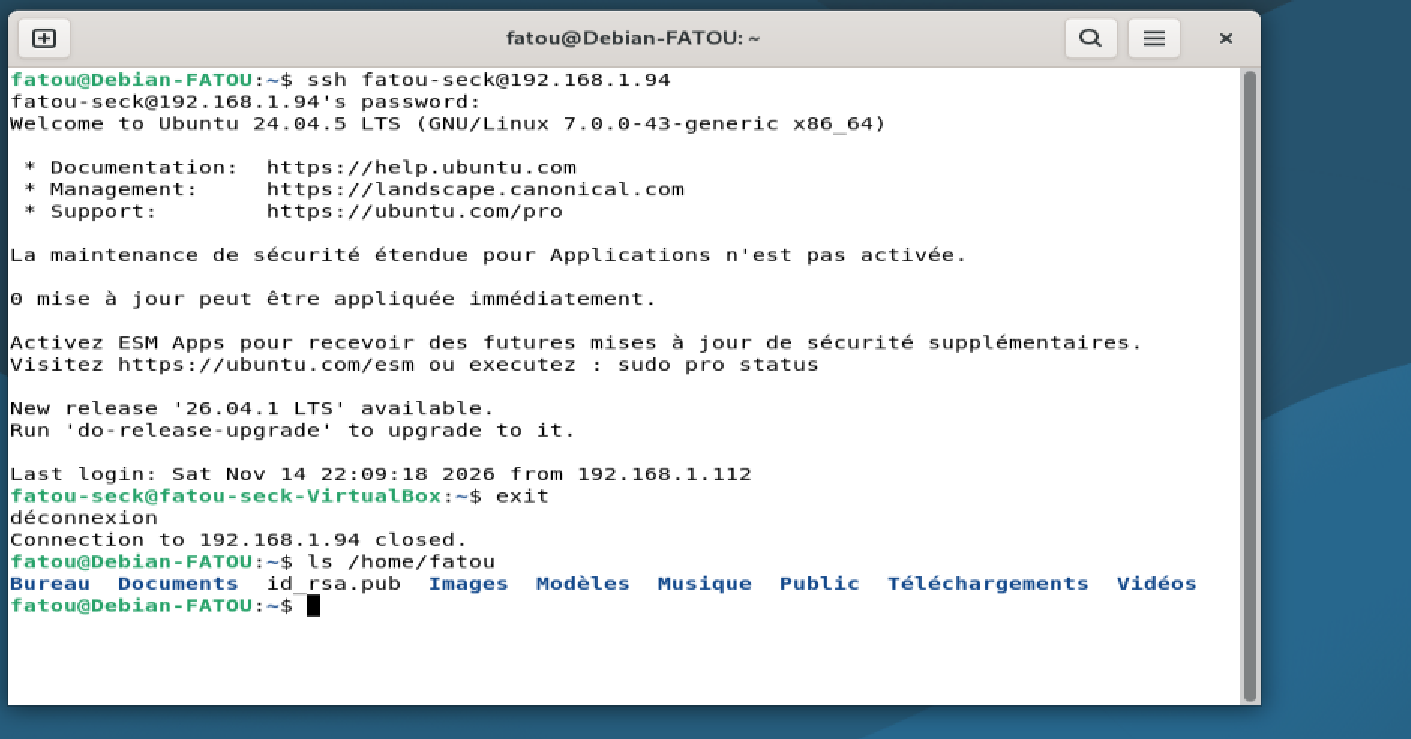 fatou@Debian-FATOU: ~
fatou@Debian-FATOU:~$ ssh fatou-seck@192.168.1.94
fatou-seck@192.168.1.94's password:
Welcome to Ubuntu 24.04.5 LTS (GNU/Linux 7.0.0-43-generic x86_64)
* Documentation:  https://help.ubuntu.com
* Management:     https://landscape.canonical.com
* Support:        https://ubuntu.com/pro
La maintenance de sécurité étendue pour Applications n'est pas activée.
0 mise à jour peut être appliquée immédiatement.
Activez ESM Apps pour recevoir des futures mises à jour de sécurité supplémentaires.
Visitez https://ubuntu.com/esm ou executez : sudo pro status
New release '26.04.1 LTS' available.
Run 'do-release-upgrade' to upgrade to it.
Last login: Sat Nov 14 22:09:18 2026 from 192.168.1.112
fatou-seck@fatou-seck-VirtualBox:~$ exit
déconnexion
Connection to 192.168.1.94 closed.
fatou@Debian-FATOU:~$ ls /home/fatou
Bureau  Documents  id_rsa.pub  Images  Modèles  Musique  Public  Téléchargements  Vidéos
fatou@Debian-FATOU:~$